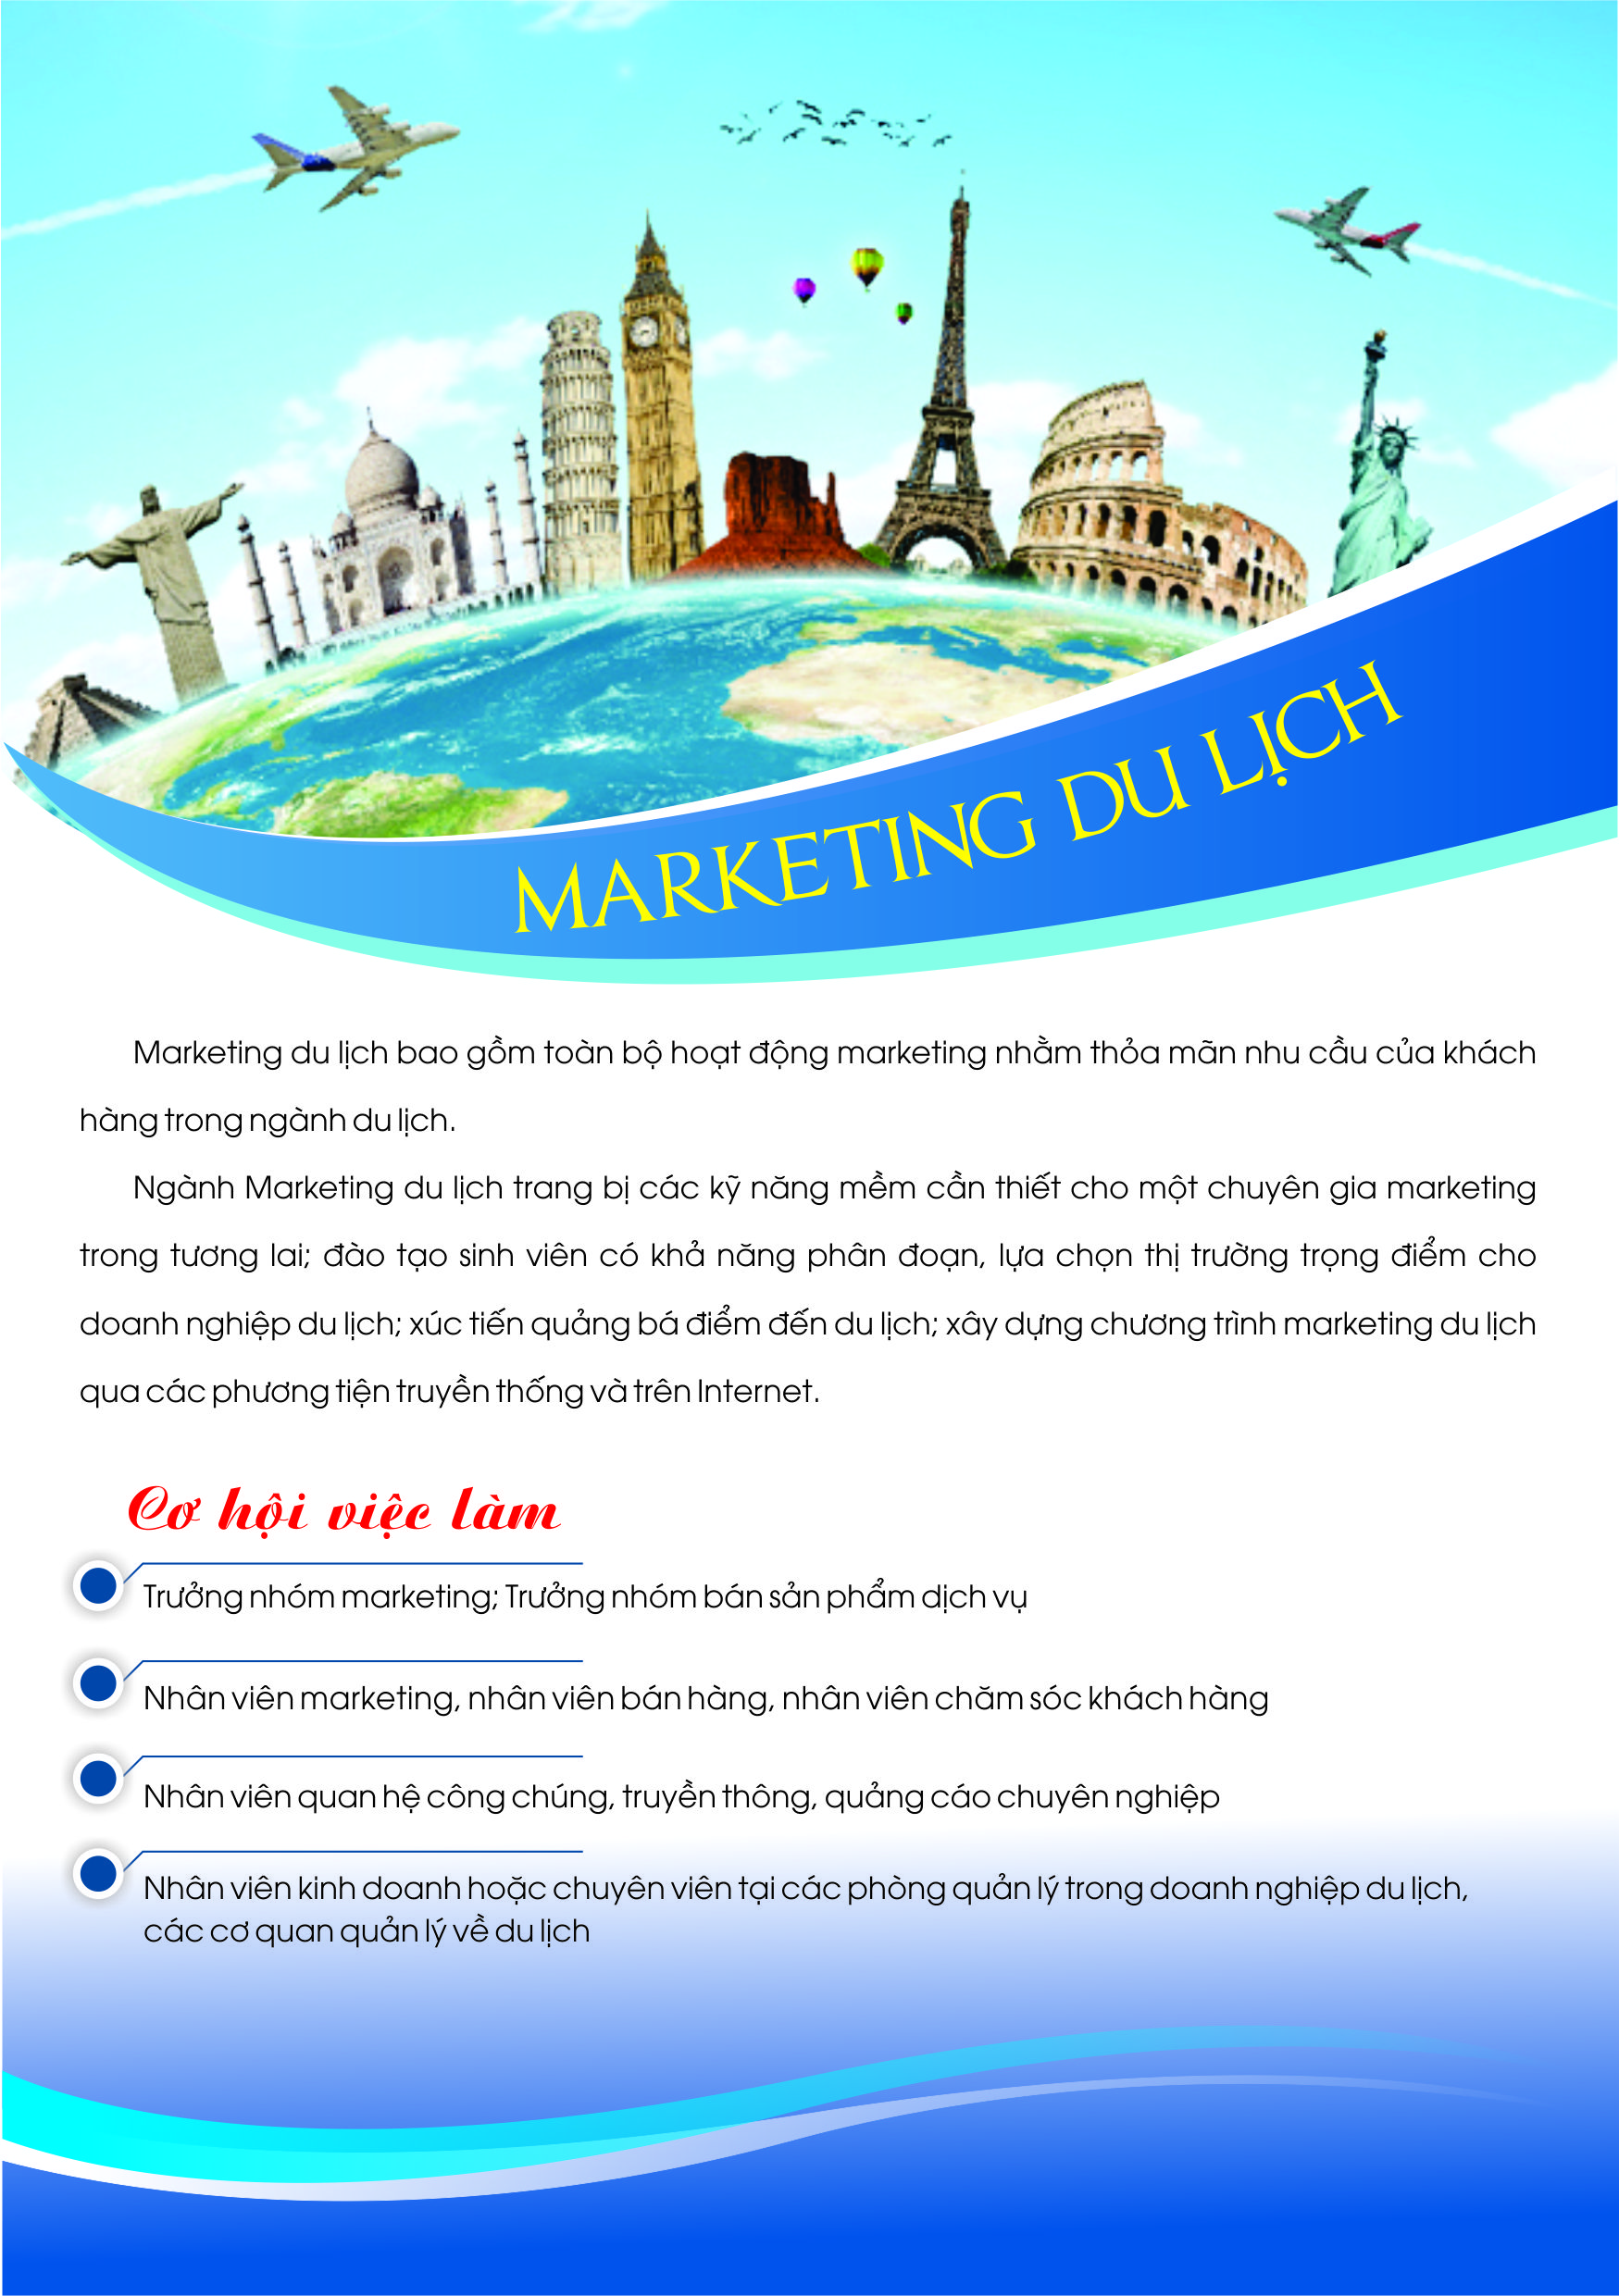 MARKETING DU LỊCH
Marketing du lịch bao gồm toàn bộ hoạt động marketing nhằm thỏa mãn nhu cầu của khách
hàng trong ngành du lịch.
Ngành Marketing du lịch trang bị các kỹ năng mềm cần thiết cho một chuyên gia marketing
trong tương lai; đào tạo sinh viên có khả năng phân đoạn, lựa chọn thị trường trọng điểm cho
doanh nghiệp du lịch; xúc tiến quảng bá điểm đến du lịch; xây dựng chương trình marketing du lịch
qua các phương tiện truyền thống và trên Internet.
Cơ hội việc làm
Trưởng nhóm marketing; Trưởng nhóm bán sản phẩm dịch vụ
Nhân viên marketing, nhân viên bán hàng, nhân viên chăm sóc khách hàng
Nhân viên quan hệ công chúng, truyền thông, quảng cáo chuyên nghiệp
Nhân viên kinh doanh hoặc chuyên viên tại các phòng quản lý trong doanh nghiệp du lịch,
các cơ quan quản lý về du lịch